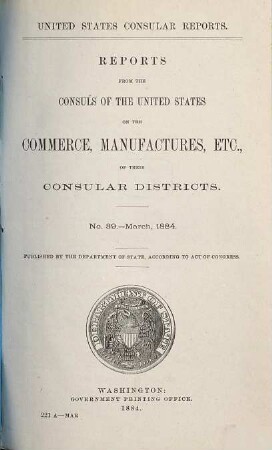 UNITED STATES CONSULAR REPORTS.
REPORTS
FROM THE
CONSULS OF THE UNITED STATES
ON THE
COMMERCE, MANUFACTURES, ETC.,
OF THEIR
CONSULAR DISTRICTS.
No. 39.—March, 1884.
PUBLISHED BY THE DEPARTMENT OF STATE, ACCORDING TO ACT OF CONGRESS.
WASHINGTON:
GOVERNMENT PRINTING OFFICE.
1884.
221 A—MAR